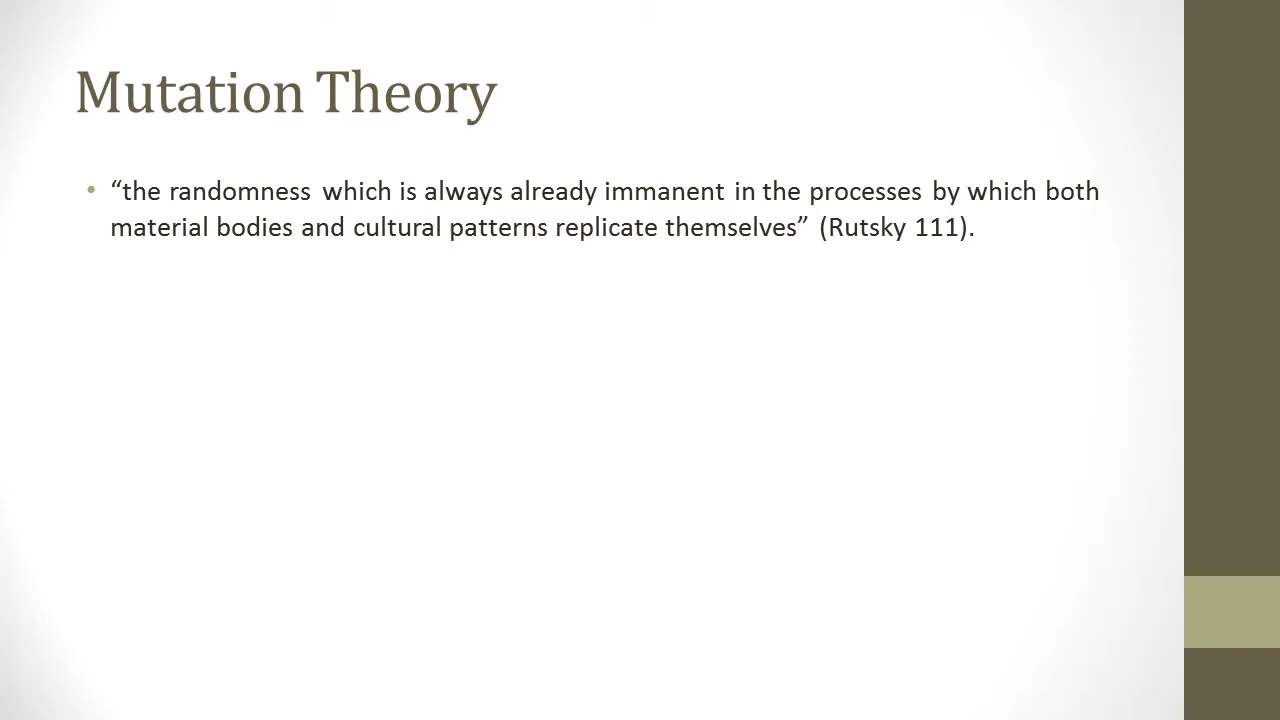 Mutation Theory
• “the randomness which is always already immanent in the processes by which both
material bodies and cultural patterns replicate themselves” (Rutsky 111).